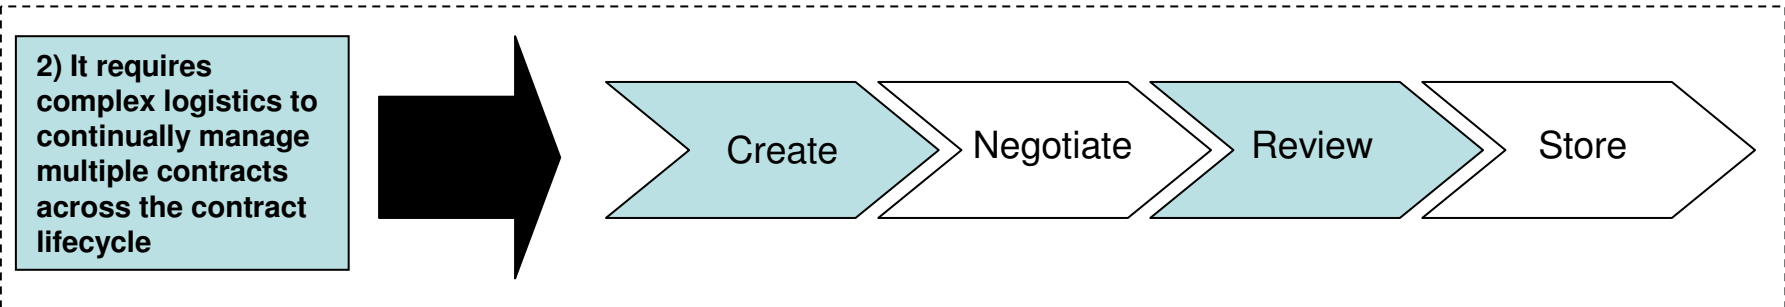 2) It requires
complex logistics to
continually manage
multiple contracts
across the contract
lifecycle
Create
Negotiate
Review
Store